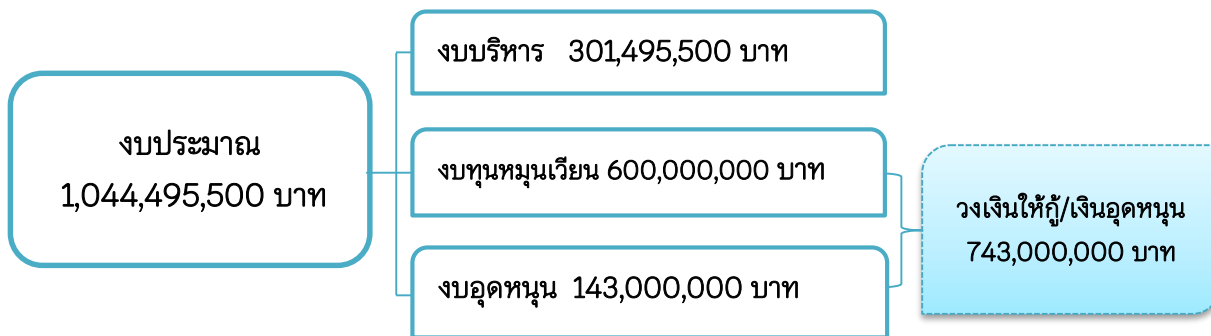 งบประมาณ
1,044,495,500 บาท
งบบริหาร 301,495,500 บาท
งบทุนหมุนเวียน 600,000,000 บาท
งบอุดหนุน 143,000,000 บาท
วงเงินให้กู้/เงินอุดหนุน
743,000,000 บาท